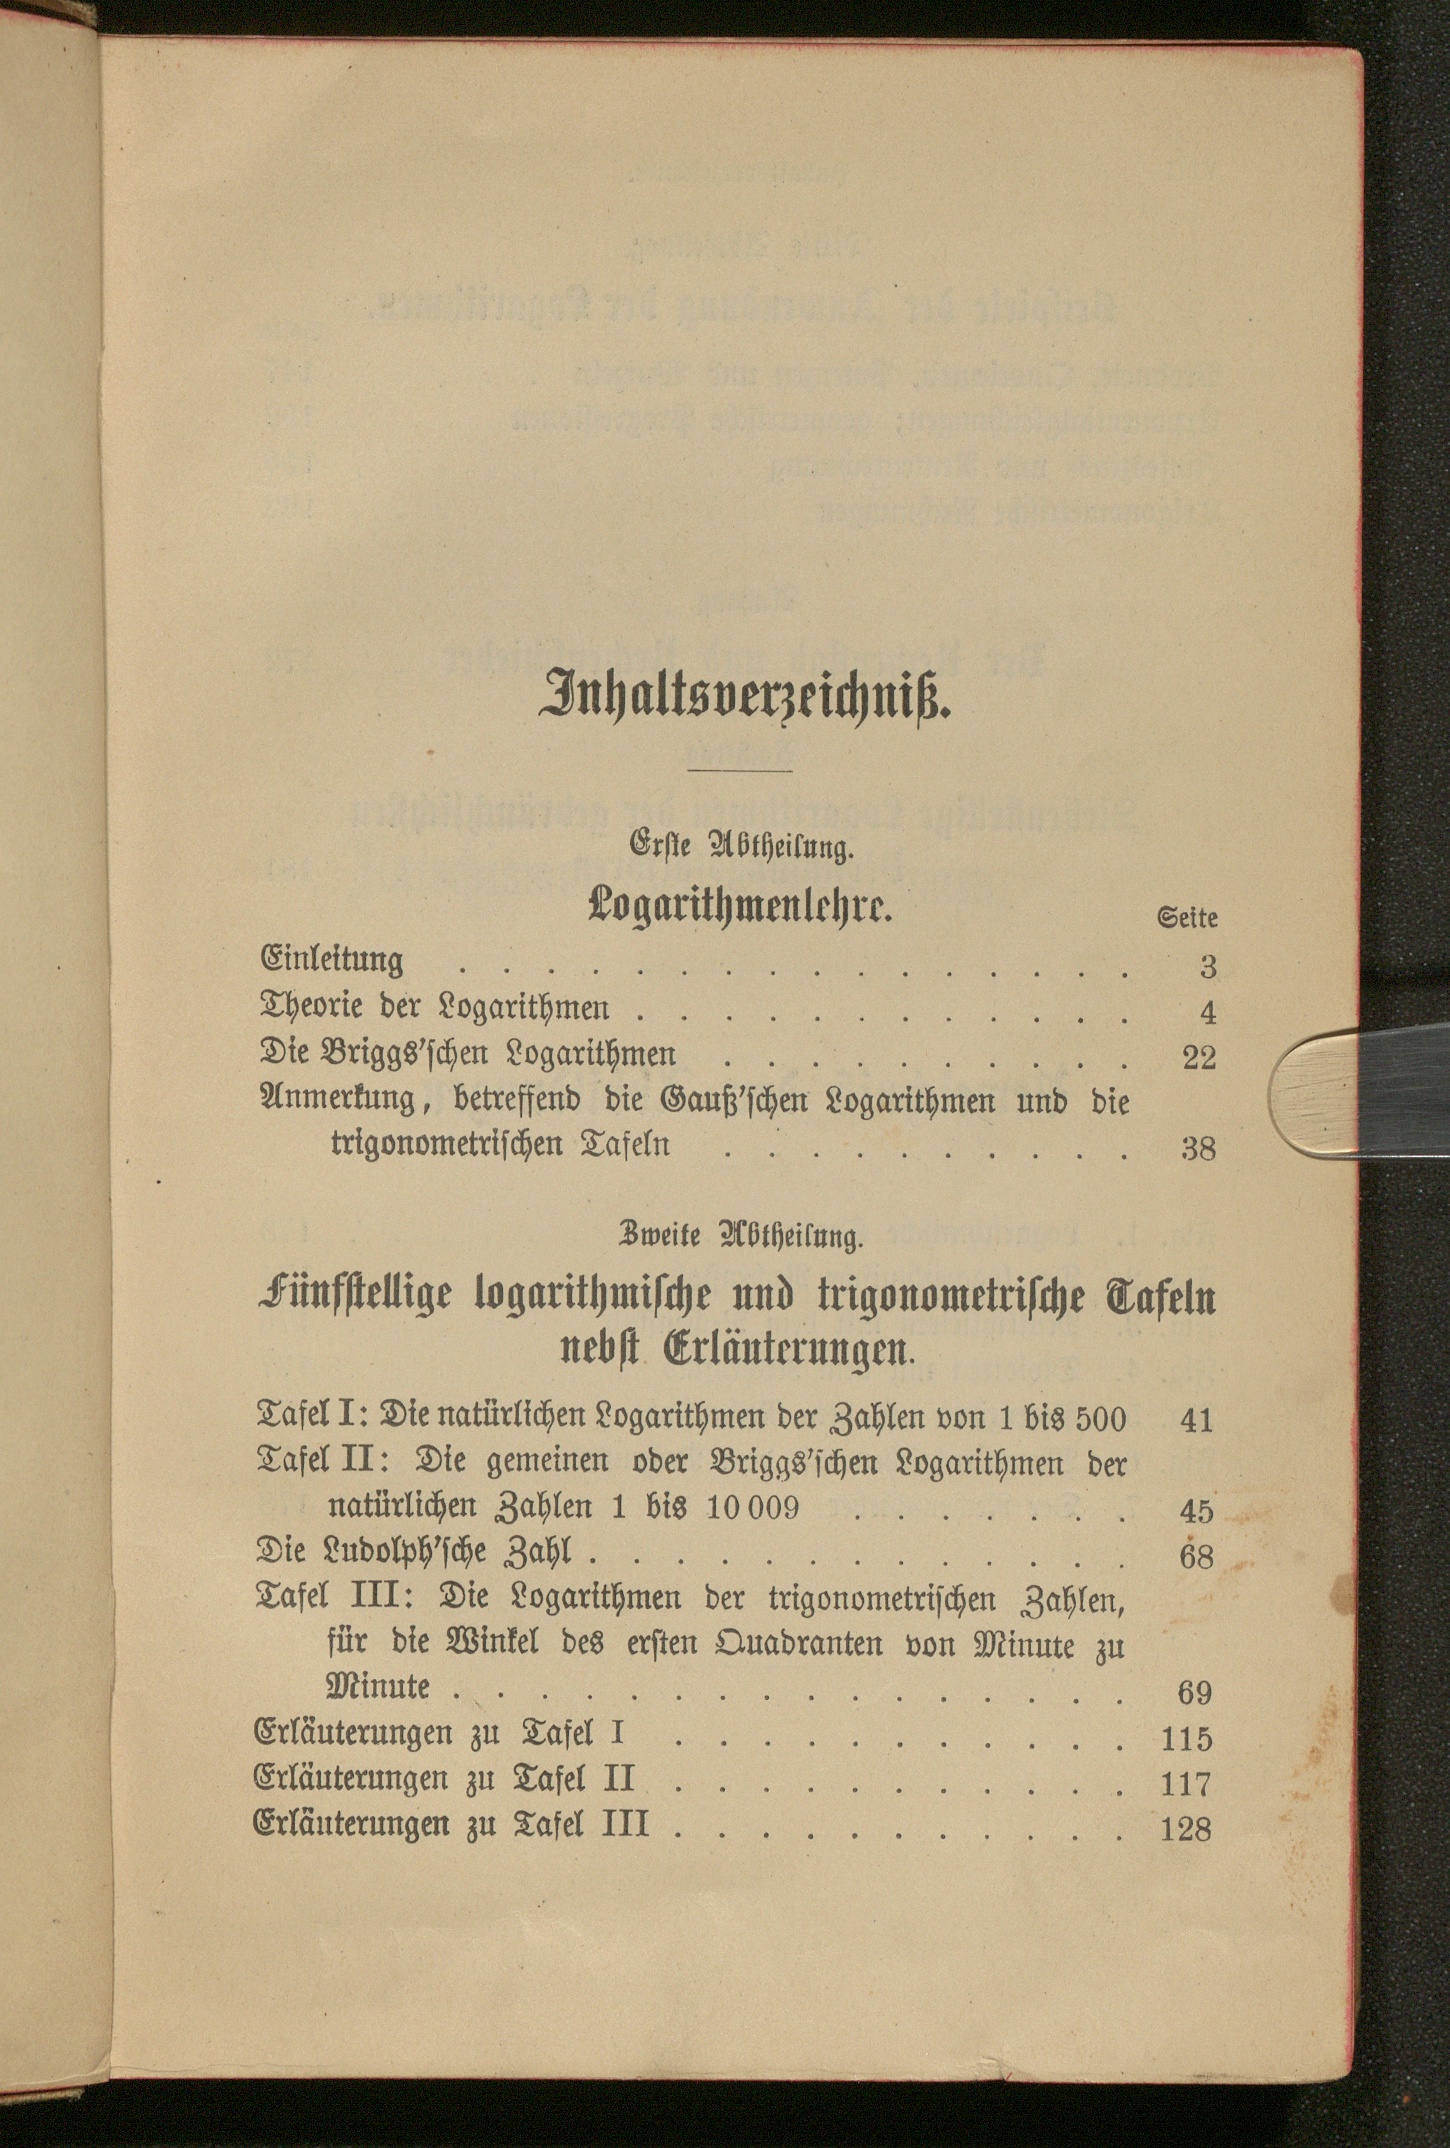 Inhaltsverzeichniß.
Erste Abtheilung.
Logarithmenlehre.
Seite
Einleitung . . . . . . . . . . . . . . . . 3
Theorie der Logarithmen . . . . . . . . . . . . 4
Die Briggs'schen Logarithmen . . . . . . . . . . 22
Anmerkung, betreffend die Gauß'schen Logarithmen und die
trigonometrischen Tafeln . . . . . . . . . . 38
Zweite Abtheilung.
Fünfstellige logarithmische und trigonometrische Tafeln
nebst Erläuterungen.
Tafel I: Die natürlichen Logarithmen der Zahlen von 1 bis 500 41
Tafel II: Die gemeinen oder Briggs'schen Logarithmen der
natürlichen Zahlen 1 bis 10 009 . . . . . . . 45
Die Ludolph'sche Zahl . . . . . . . . . . . . . 68
Tafel III: Die Logarithmen der trigonometrischen Zahlen,
für die Winkel des ersten Quadranten von Minute zu
Minute . . . . . . . . . . . . . . . . 69
Erläuterungen zu Tafel I . . . . . . . . . . . 115
Erläuterungen zu Tafel II . . . . . . . . . . . 117
Erläuterungen zu Tafel III . . . . . . . . . . . 128